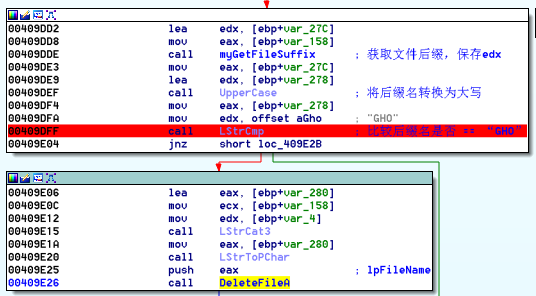 00409DD2 lea edx, [ebp+var_27C]
00409DD8 mov eax, [ebp+var_158]
00409DDE call myGetFileSuffix ; 获取文件后缀，保存edx
00409DE3 mov eax, [ebp+var_27C]
00409DE9 lea edx, [ebp+var_278]
00409DEF call UpperCase ; 将后缀名转换为大写
00409DF4 mov eax, [ebp+var_278]
00409DFA mov edx, offset aGho ; "GHO"
00409DFF call LStrCmp ; 比较后缀名是否 == “GHO”
00409E04 jnz short loc_409E2B
00409E06 lea eax, [ebp+var_280]
00409E0C mov ecx, [ebp+var_158]
00409E12 mov edx, [ebp+var_4]
00409E15 call LStrCat3
00409E1A mov eax, [ebp+var_280]
00409E20 call LStrToPChar
00409E25 push eax ; lpFileName
00409E26 call DeleteFileA